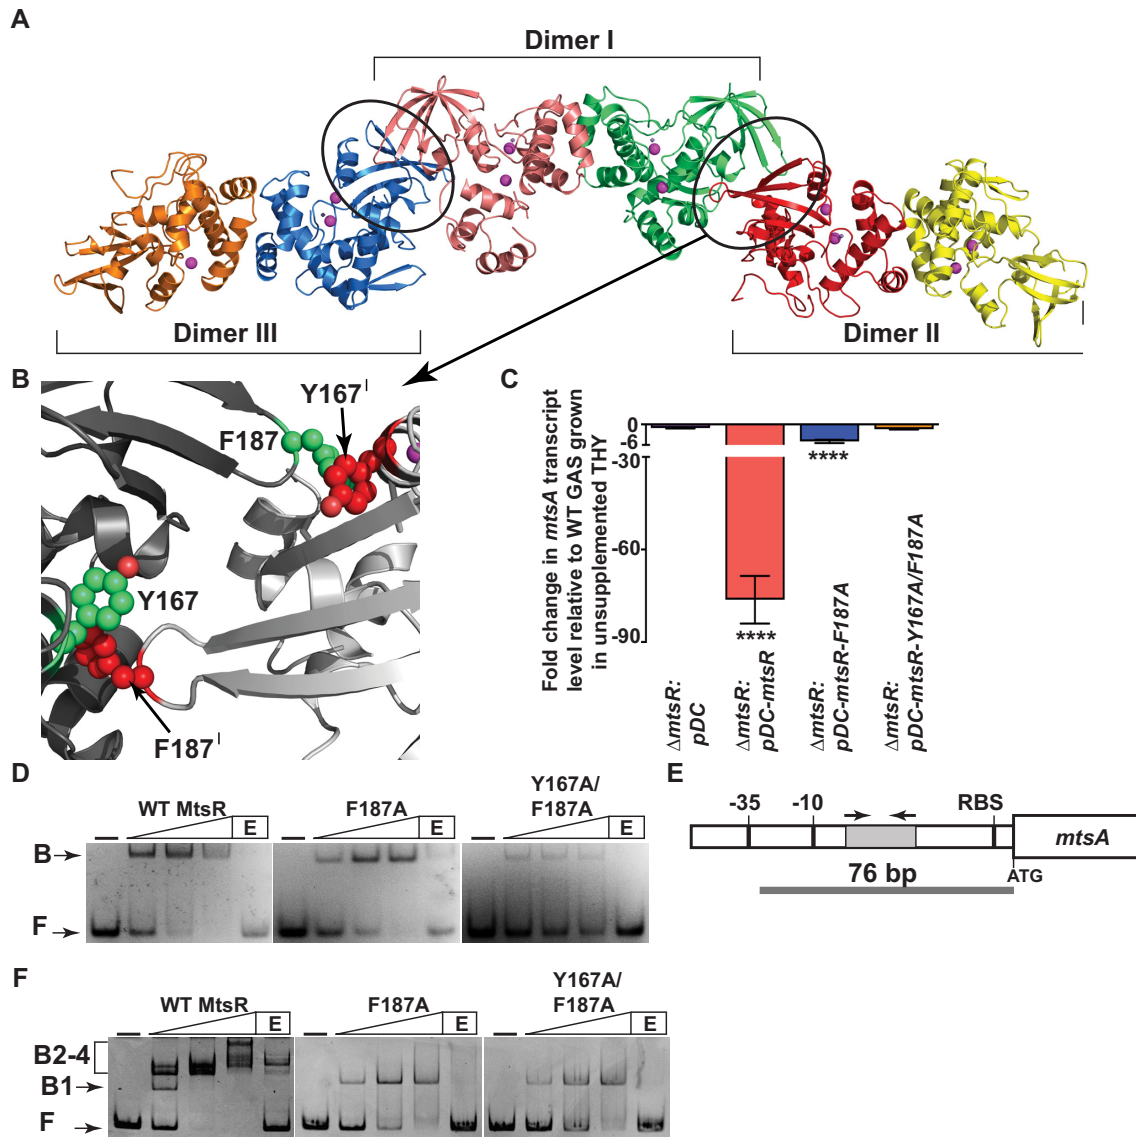 A
Dimer I
Dimer III
Dimer II
B
Y167 I
F187
Y167
F187 I
C
Fold change in mtsA transcript
level relative to WT GAS grown
in unsupplemented THY
0
-6
-30
-60
-90
****
****
ΔmtsR:
pDC
ΔmtsR:
pDC-mtsR
ΔmtsR:
pDC-mtsR-F187A
ΔmtsR:
pDC-mtsR-Y167A/F187A
D
WT MtsR
E
F187A
E
Y167A/
F187A
E
B
F
E
-35
-10
RBS
mtsA
76 bp
ATG
F
WT MtsR
E
F187A
E
Y167A/
F187A
E
B2-4
B1
F